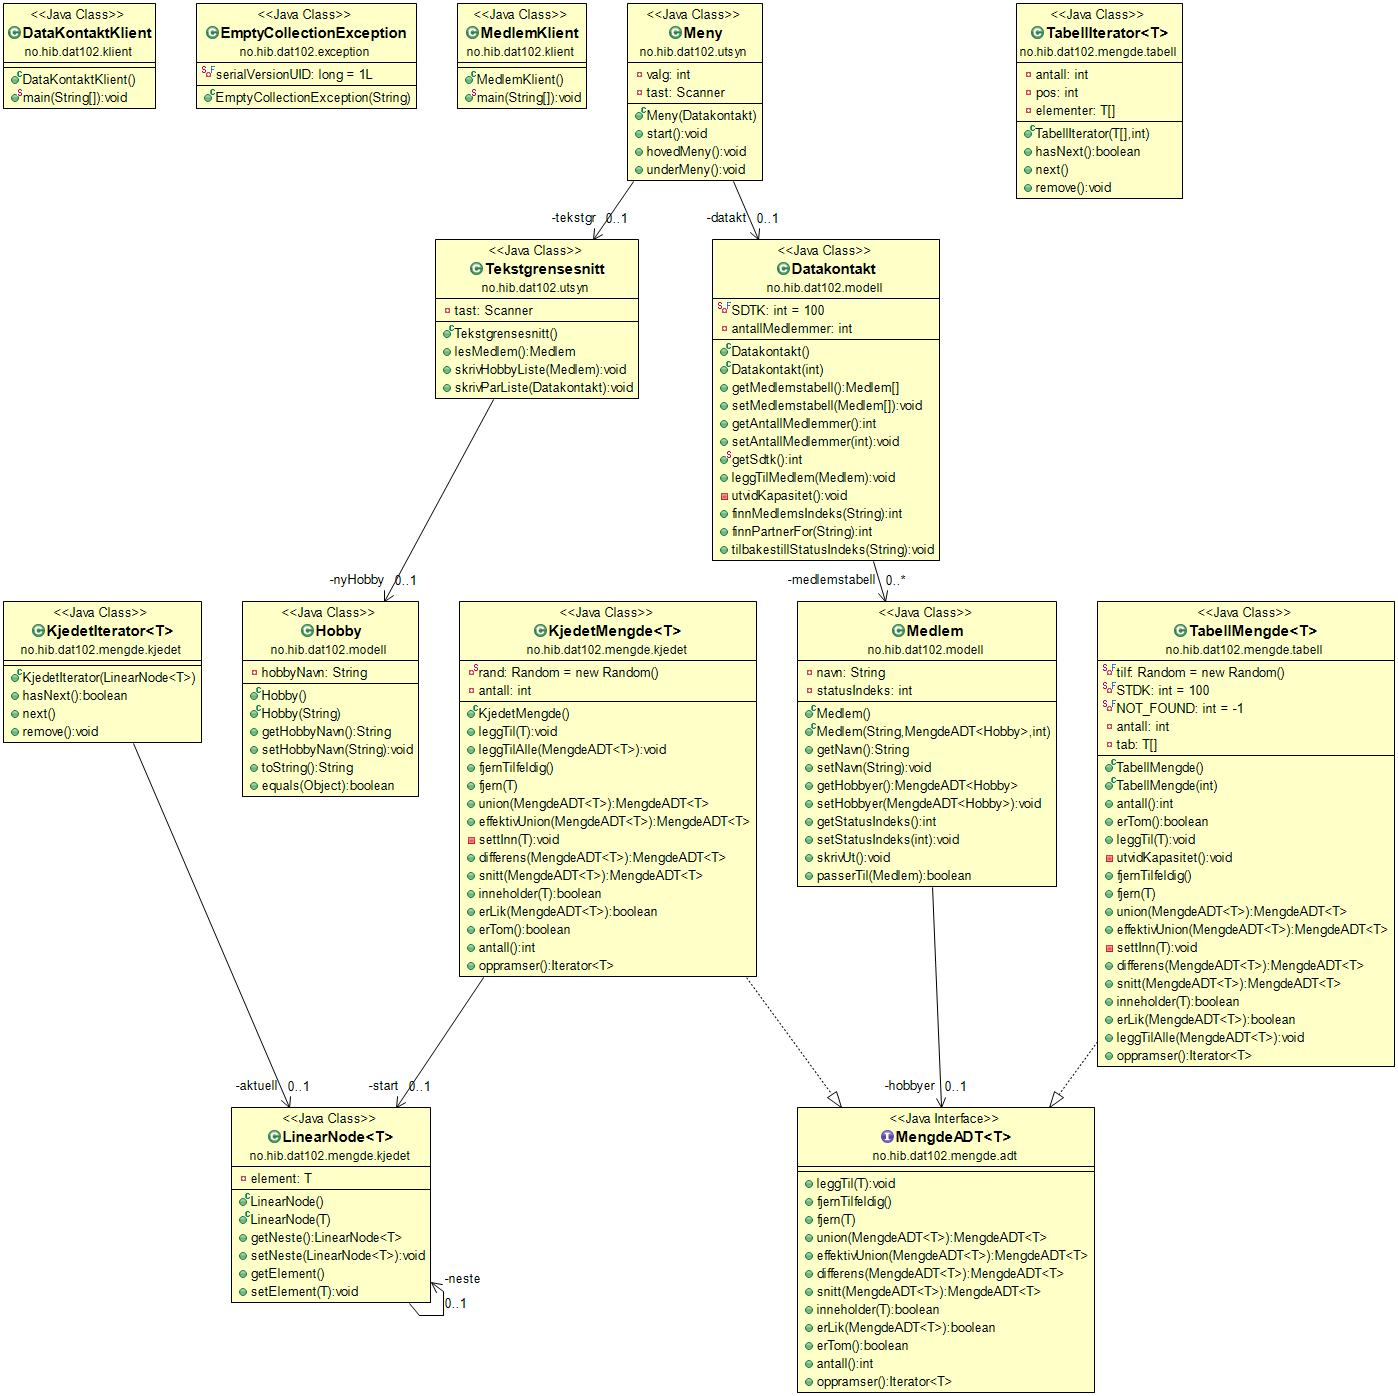 <<Java Class>>
DataKontaktKlient
no.hib.dat102.klient
DataKontaktKlient()
main(String[]):void
<<Java Class>>
EmptyCollectionException
no.hib.dat102.exception
serialVersionUID: long = 1L
EmptyCollectionException(String)
<<Java Class>>
MedlemKlient
no.hib.dat102.klient
MedlemKlient()
main(String[]):void
<<Java Class>>
Meny
no.hib.dat102.utsyn
valg: int
tast: Scanner
Meny(Datakontakt)
start():void
hovedMeny():void
underMeny():void
<<Java Class>>
TabellIterator<T>
no.hib.dat102.mengde.tabell
antall: int
pos: int
elementer: T[]
TabellIterator(T[],int)
hasNext():boolean
next()
remove():void
-tekstgr 0..1
-datakt 0..1
<<Java Class>>
Tekstgrensesnitt
no.hib.dat102.utsyn
tast: Scanner
Tekstgrensesnitt()
lesMedlem():Medlem
skrivHobbyListe(Medlem):void
skrivParListe(Datakontakt):void
<<Java Class>>
Datakontakt
no.hib.dat102.modell
SDTK: int = 100
antallMedlemmer: int
Datakontakt()
Datakontakt(int)
getMedlemstabell():Medlem[]
setMedlemstabell(Medlem[]):void
getAntallMedlemmer():int
setAntallMedlemmer(int):void
getSdtk():int
leggTilMedlem(Medlem):void
utvidKapasitet():void
finnMedlemsIndeks(String):int
finnPartnerFor(String):int
tilbakestillStatusIndeks(String):void
-nyHobby 0..1
-medlemstabell 0..*
<<Java Class>>
KjedetIterator<T>
no.hib.dat102.mengde.kjedet
KjedetIterator(LinearNode<T>)
hasNext():boolean
next()
remove():void
<<Java Class>>
Hobby
no.hib.dat102.modell
hobbyNavn: String
Hobby()
Hobby(String)
getHobbyNavn():String
setHobbyNavn(String):void
toString():String
equals(Object):boolean
<<Java Class>>
KjedetMengde<T>
no.hib.dat102.mengde.kjedet
rand: Random = new Random()
antall: int
KjedetMengde()
leggTil(T):void
leggTilAlle(MengdeADT<T>):void
fjernTilfeldig()
fjern(T)
union(MengdeADT<T>):MengdeADT<T>
effektivUnion(MengdeADT<T>):MengdeADT<T>
settInn(T):void
differens(MengdeADT<T>):MengdeADT<T>
snitt(MengdeADT<T>):MengdeADT<T>
inneholder(T):boolean
erLik(MengdeADT<T>):boolean
erTom():boolean
antall():int
oppramser():Iterator<T>
<<Java Class>>
Medlem
no.hib.dat102.modell
navn: String
statusIndeks: int
Medlem()
Medlem(String,MengdeADT<Hobby>,int)
getNavn():String
setNavn(String):void
getHobbyer():MengdeADT<Hobby>
setHobbyer(MengdeADT<Hobby>):void
getStatusIndeks():int
setStatusIndeks(int):void
skrivUt():void
passerTil(Medlem):boolean
<<Java Class>>
TabellMengde<T>
no.hib.dat102.mengde.tabell
tilf: Random = new Random()
STDK: int = 100
NOT_FOUND: int = -1
antall: int
tab: T[]
TabellMengde()
TabellMengde(int)
antall():int
erTom():boolean
leggTil(T):void
utvidKapasitet():void
fjernTilfeldig()
fjern(T)
union(MengdeADT<T>):MengdeADT<T>
effektivUnion(MengdeADT<T>):MengdeADT<T>
settInn(T):void
differens(MengdeADT<T>):MengdeADT<T>
snitt(MengdeADT<T>):MengdeADT<T>
inneholder(T):boolean
erLik(MengdeADT<T>):boolean
leggTilAlle(MengdeADT<T>):void
oppramser():Iterator<T>
-aktuell 0..1
-start 0..1
-hobbyer 0..1
<<Java Class>>
LinearNode<T>
no.hib.dat102.mengde.kjedet
element: T
LinearNode()
LinearNode(T)
getNeste():LinearNode<T>
setNeste(LinearNode<T>):void
getElement()
setElement(T):void
-neste
0..1
<<Java Interface>>
MengdeADT<T>
no.hib.dat102.mengde.adt
leggTil(T):void
fjernTilfeldig()
fjern(T)
union(MengdeADT<T>):MengdeADT<T>
effektivUnion(MengdeADT<T>):MengdeADT<T>
differens(MengdeADT<T>):MengdeADT<T>
snitt(MengdeADT<T>):MengdeADT<T>
inneholder(T):boolean
erLik(MengdeADT<T>):boolean
erTom():boolean
antall():int
oppramser():Iterator<T>